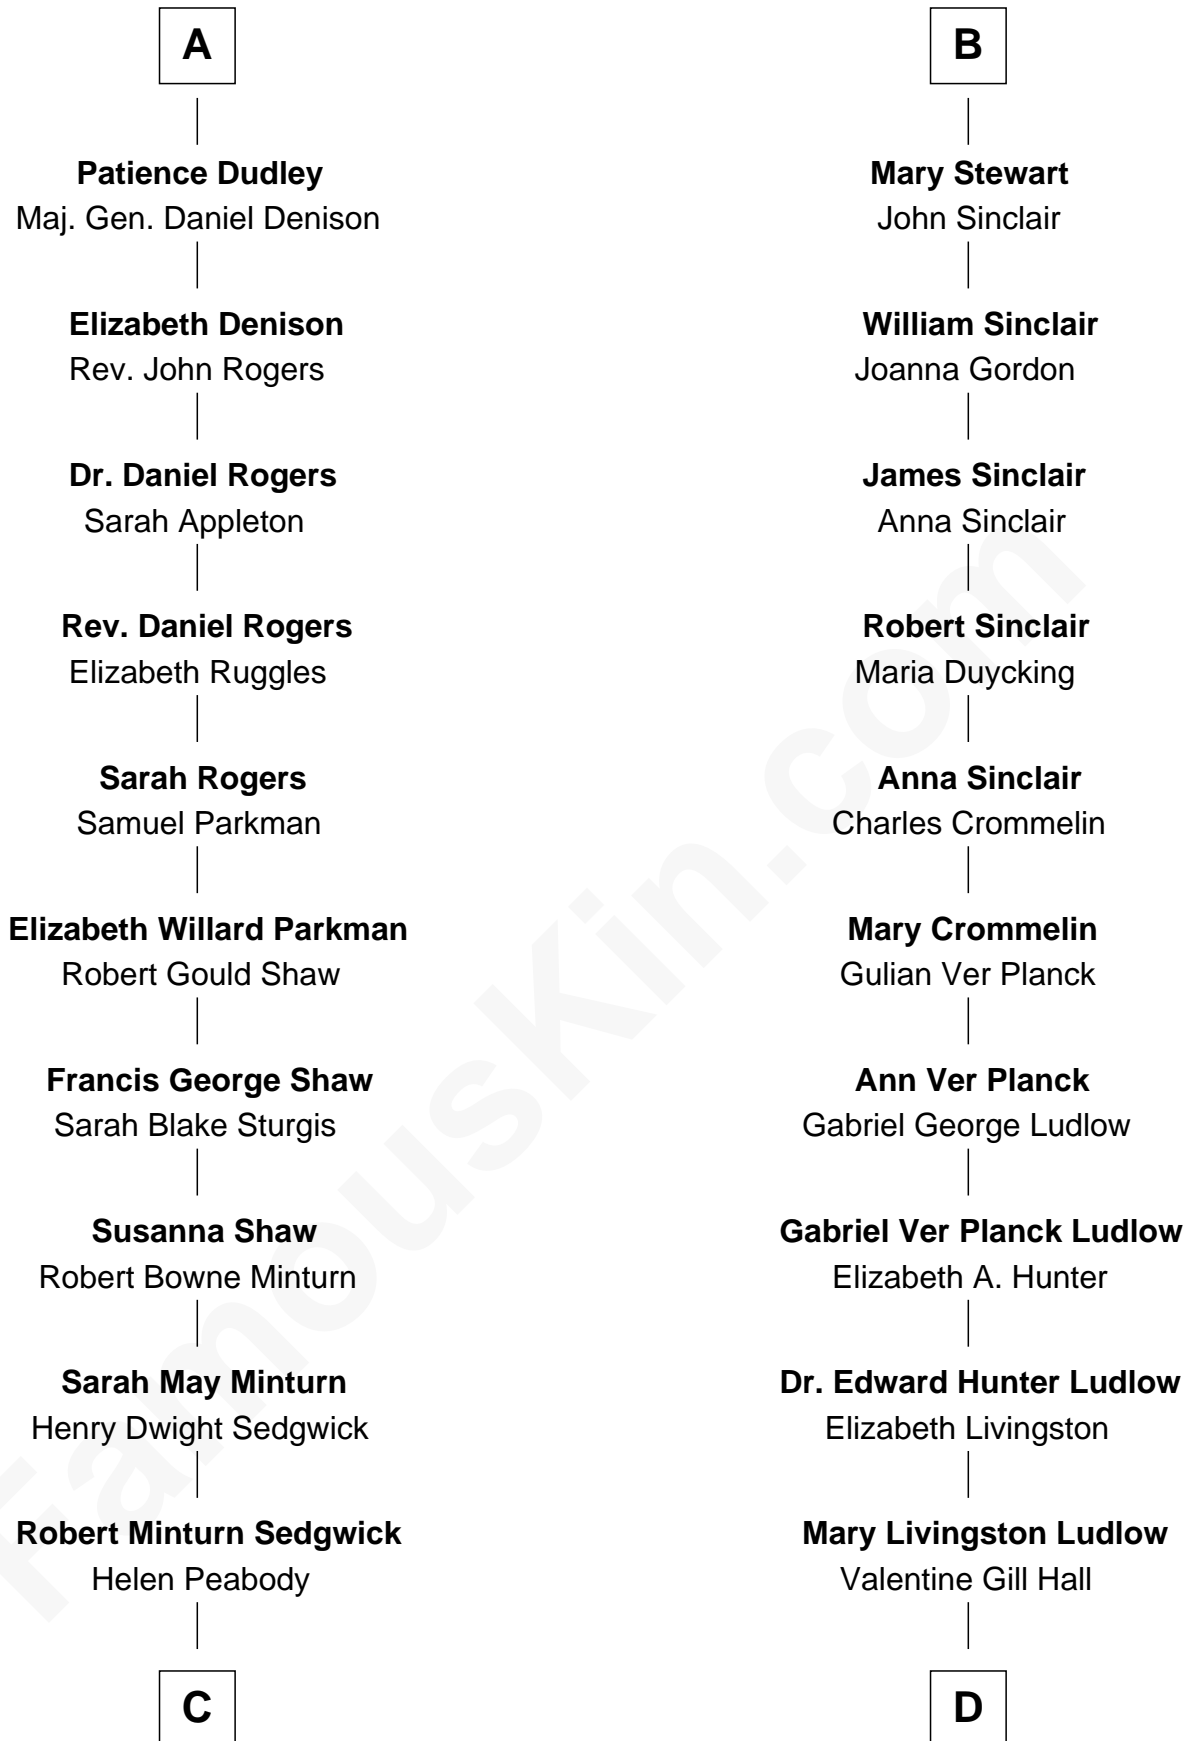 A
Patience Dudley
Maj. Gen. Daniel Denison
Elizabeth Denison
Rev. John Rogers
Dr. Daniel Rogers
Sarah Appleton
Rev. Daniel Rogers
Elizabeth Ruggles
Sarah Rogers
Samuel Parkman
Elizabeth Willard Parkman
Robert Gould Shaw
Francis George Shaw
Sarah Blake Sturgis
Susanna Shaw
Robert Bowne Minturn
Sarah May Minturn
Henry Dwight Sedgwick
Robert Minturn Sedgwick
Helen Peabody
C
B
Mary Stewart
John Sinclair
William Sinclair
Joanna Gordon
James Sinclair
Anna Sinclair
Robert Sinclair
Maria Duycking
Anna Sinclair
Charles Crommelin
Mary Crommelin
Gulian Ver Planck
Ann Ver Planck
Gabriel George Ludlow
Gabriel Ver Planck Ludlow
Elizabeth A. Hunter
Dr. Edward Hunter Ludlow
Elizabeth Livingston
Mary Livingston Ludlow
Valentine Gill Hall
D
FamousKin.com